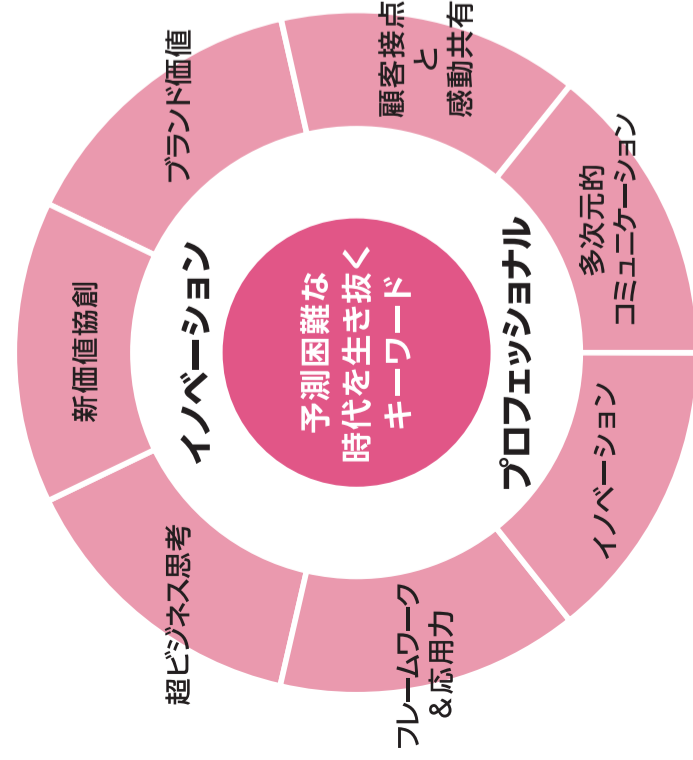 予測困難な
時代を生き抜く
キーワード
イノベーション
プロフェッショナル
新価値協創
ブランド価値
顧客接点
と
感動共有
多次元的
コミュニケーション
イノベーション
フレームワーク
&応用力
超ビジネス思考